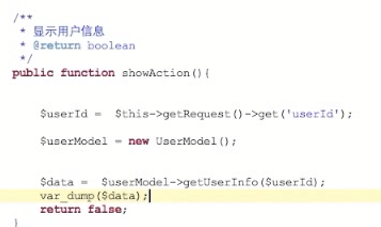 /**
 * 显示用户信息
 * @return boolean
 */
public function showAction(){
$userId =  $this->getRequest()->get('userId');
$userModel = new UserModel();
$data =  $userModel->getUserInfo($userId);
var_dump($data);
return false;
}